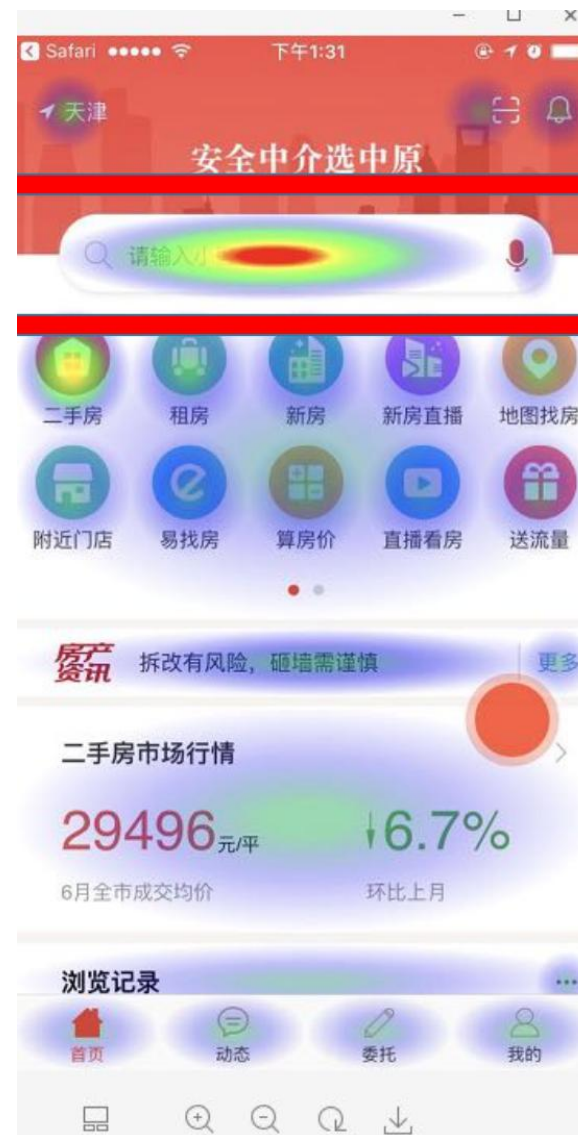 Safari 下午1:31
天津
安全中介选中原
请输入小
二手房 租房 新房 新房直播 地图找房
附近门店 易找房 算房价 直播看房 送流量
房产资讯 拆改有风险，砸墙需谨慎 更多
二手房市场行情
29496元/平 ↓6.7%
6月全市成交均价 环比上月
浏览记录
首页 动态 委托 我的